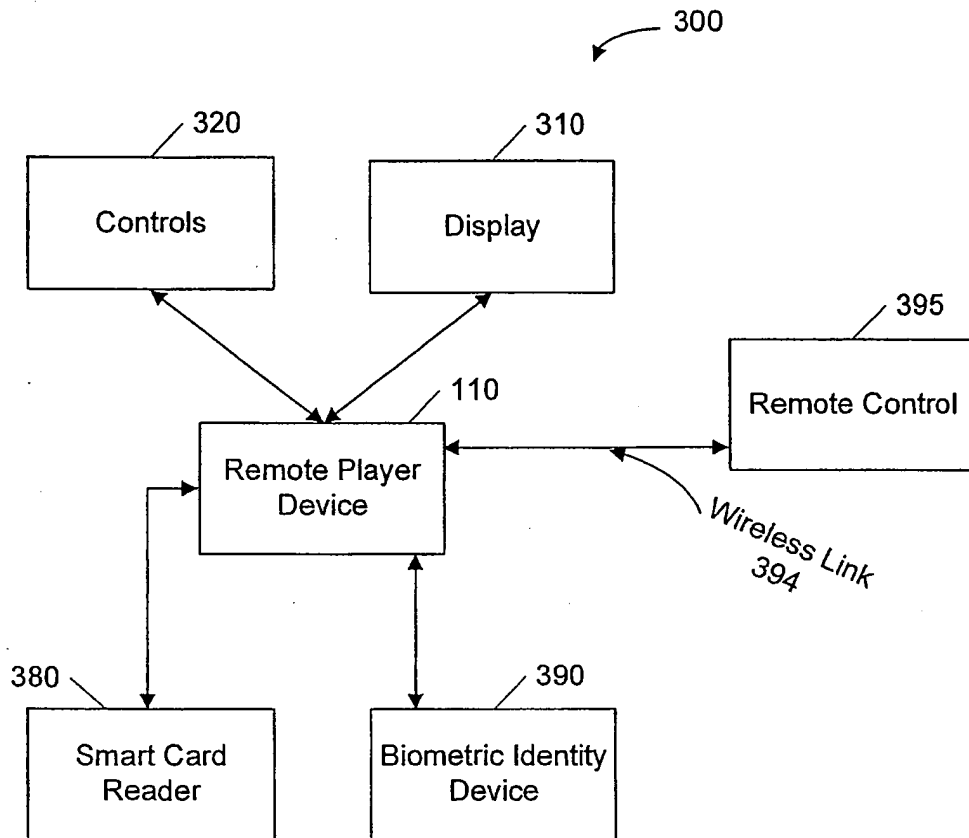 300
320
310
Controls
Display
395
Remote Control
110
Remote Player
Device
Wireless Link
394
380
390
Smart Card
Reader
Biometric Identity
Device